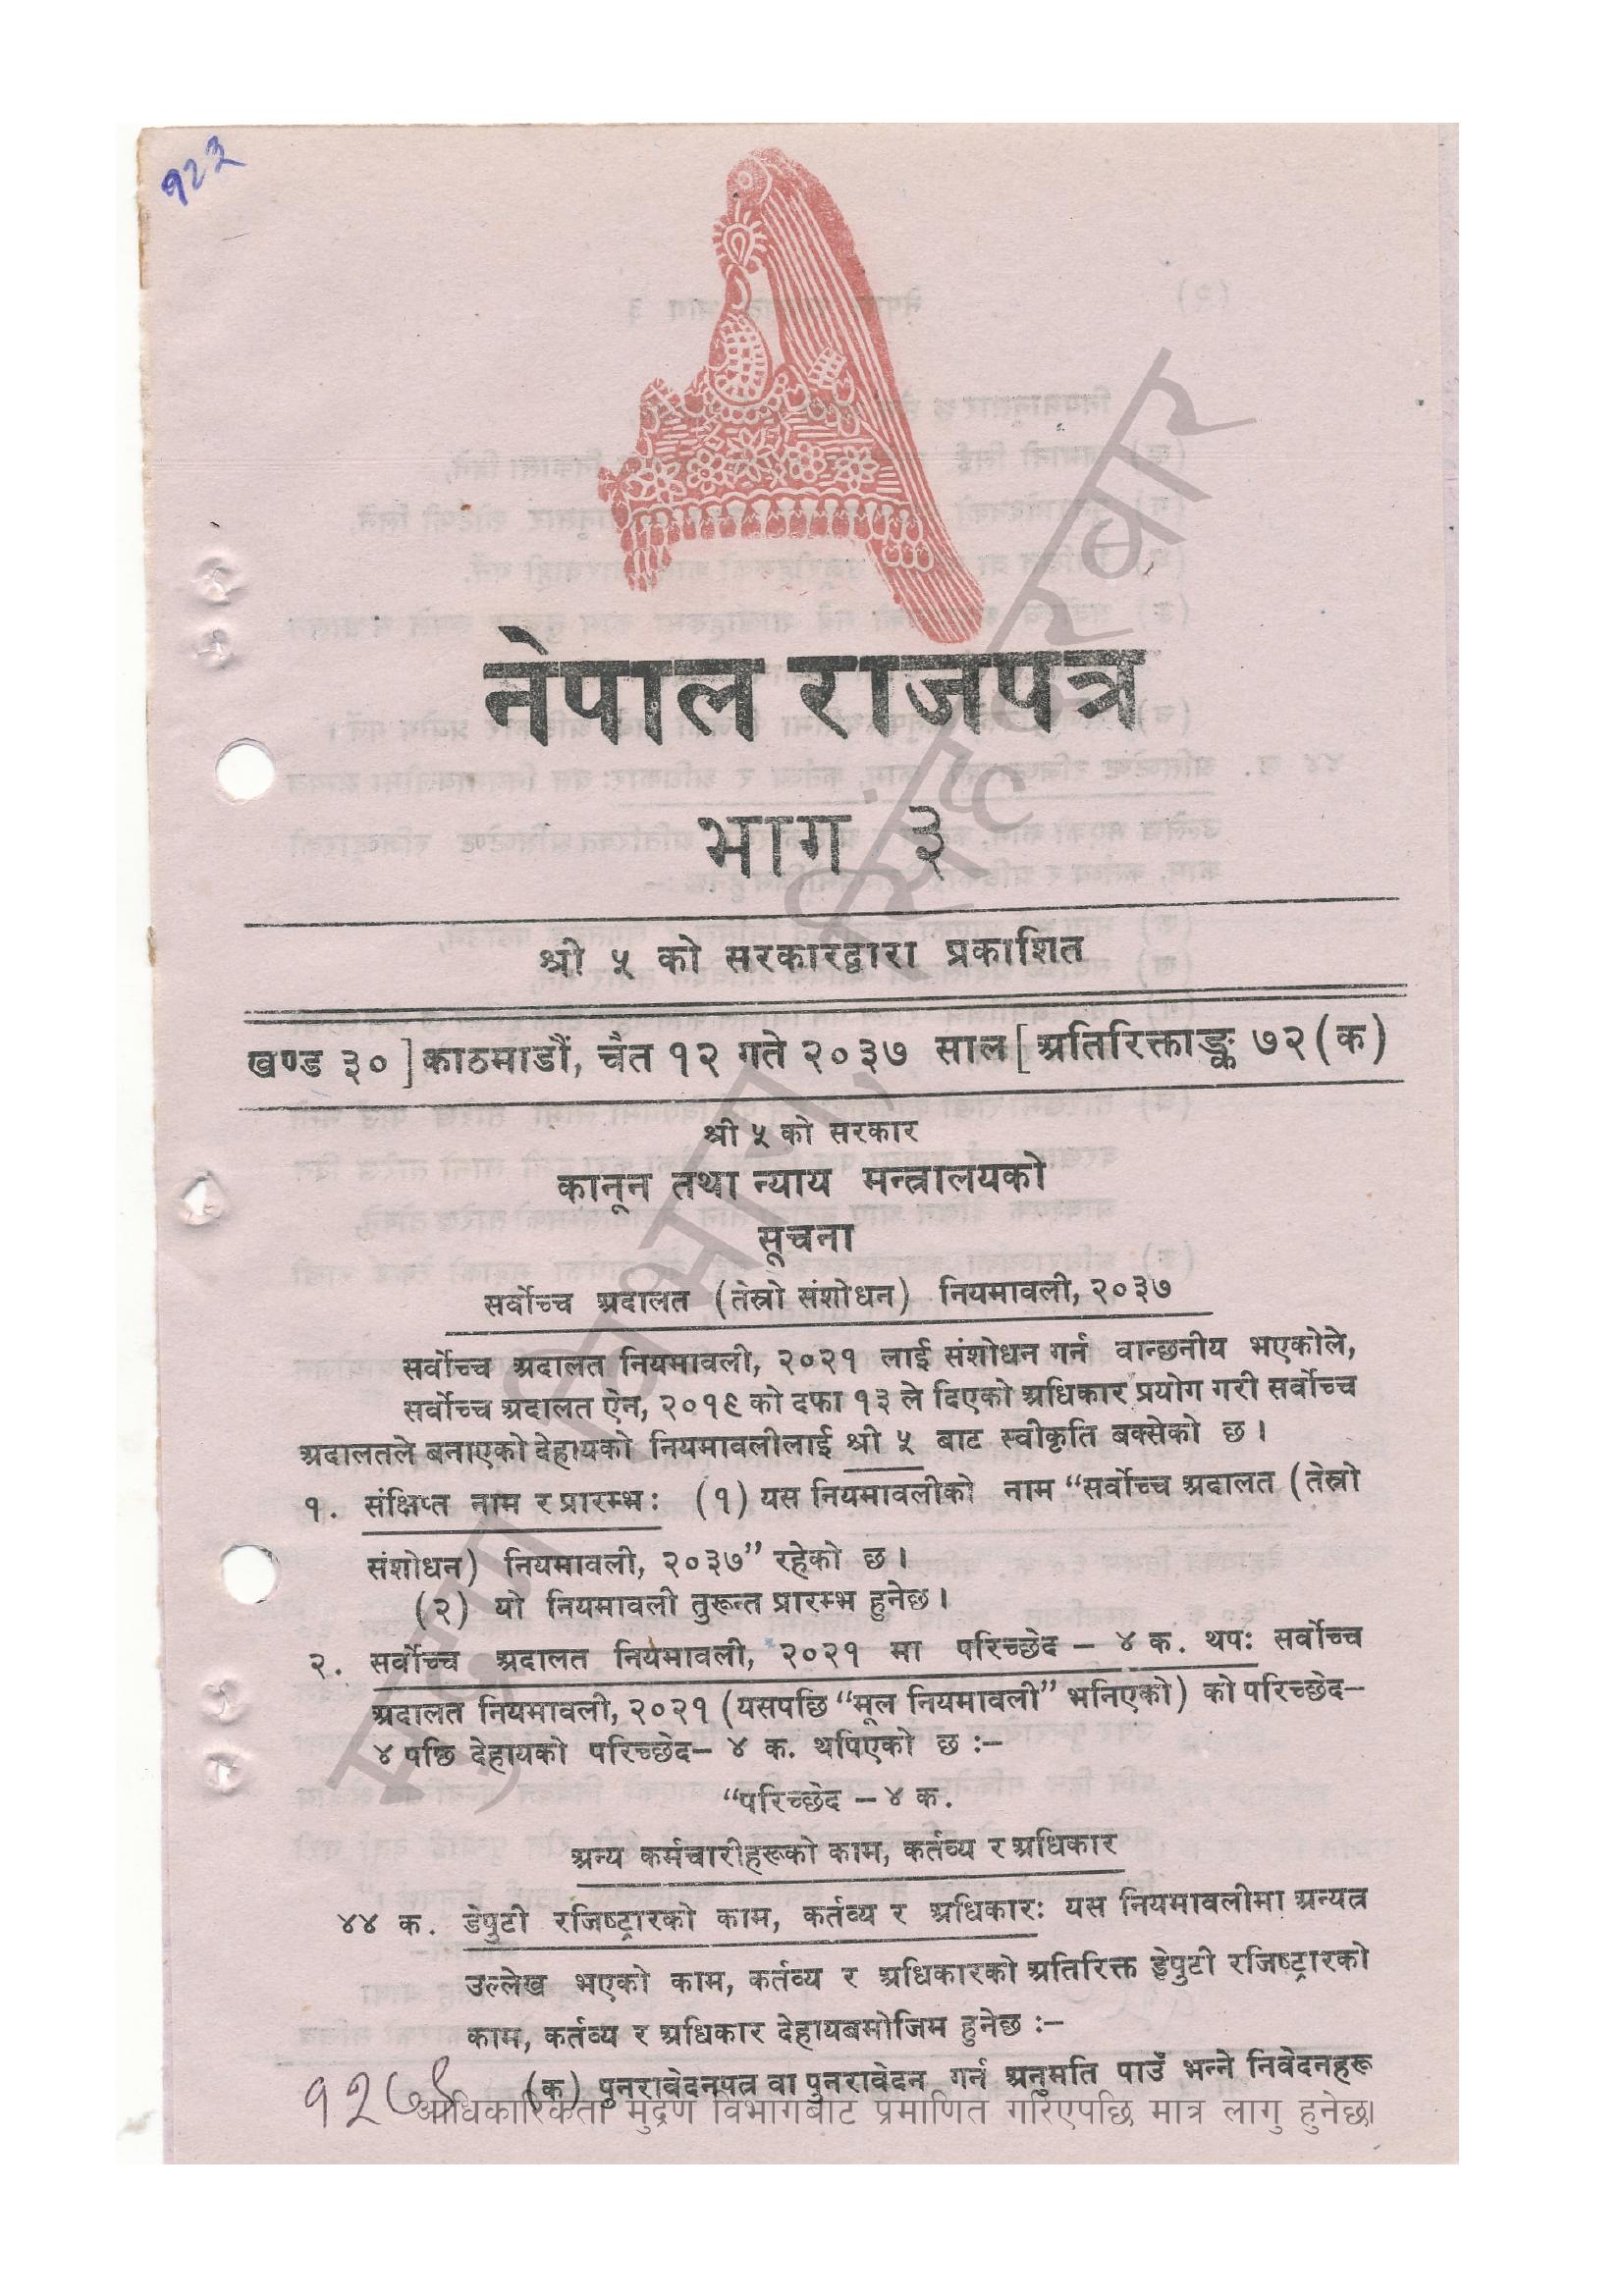 १२३
नेपाल राजपत्र
भाग ३
श्री ५ को सरकारद्वारा प्रकाशित
खण्ड ३० ] काठमाडौं, चैत १२ गते २०३७ साल [ अतिरिक्ताङ्क ७२ (क)
श्री ५ को सरकार
कानून तथा न्याय मन्त्रालयको
सूचना
सर्वोच्च अदालत (तेस्रो संशोधन) नियमावली, २०३७
सर्वोच्च अदालत नियमावली, २०२१ लाई संशोधन गर्न वान्छनीय भएकोले,
सर्वोच्च अदालत ऐन, २०१९ को दफा १३ ले दिएको अधिकार प्रयोग गरी सर्वोच्च
अदालतले बनाएको देहायको नियमावलीलाई श्री ५ बाट स्वीकृति बक्सेको छ ।
१. संक्षिप्त नाम र प्रारम्भः (१) यस नियमावलीको नाम “सर्वोच्च अदालत (तेस्रो
संशोधन) नियमावली, २०३७” रहेको छ ।
(२) यो नियमावली तुरून्त प्रारम्भ हुनेछ ।
२. सर्वोच्च अदालत नियमावली, २०२१ मा परिच्छेद – ४ क. थपः सर्वोच्च
अदालत नियमावली, २०२१ (यसपछि “मूल नियमावली” भनिएको) को परिच्छेद–
४ पछि देहायको परिच्छेद– ४ क. थपिएको छ :–
“परिच्छेद – ४ क.
अन्य कर्मचारीहरूको काम, कर्तव्य र अधिकार
४४ क. डेपुटी रजिष्ट्रारको काम, कर्तव्य र अधिकारः यस नियमावलीमा अन्यत्र
उल्लेख भएको काम, कर्तव्य र अधिकारको अतिरिक्त डेपुटी रजिष्ट्रारको
काम, कर्तव्य र अधिकार देहायबमोजिम हुनेछ :–
(क) पुनरावेदनपत्र वा पुनरावेदन गर्न अनुमति पाउँ भन्ने निवेदनहरू
आधिकारिकता मुद्रण विभागबाट प्रमाणित गरिएपछि मात्र लागु हुनेछ।
मुद्रण विभाग, सिंहदरवार